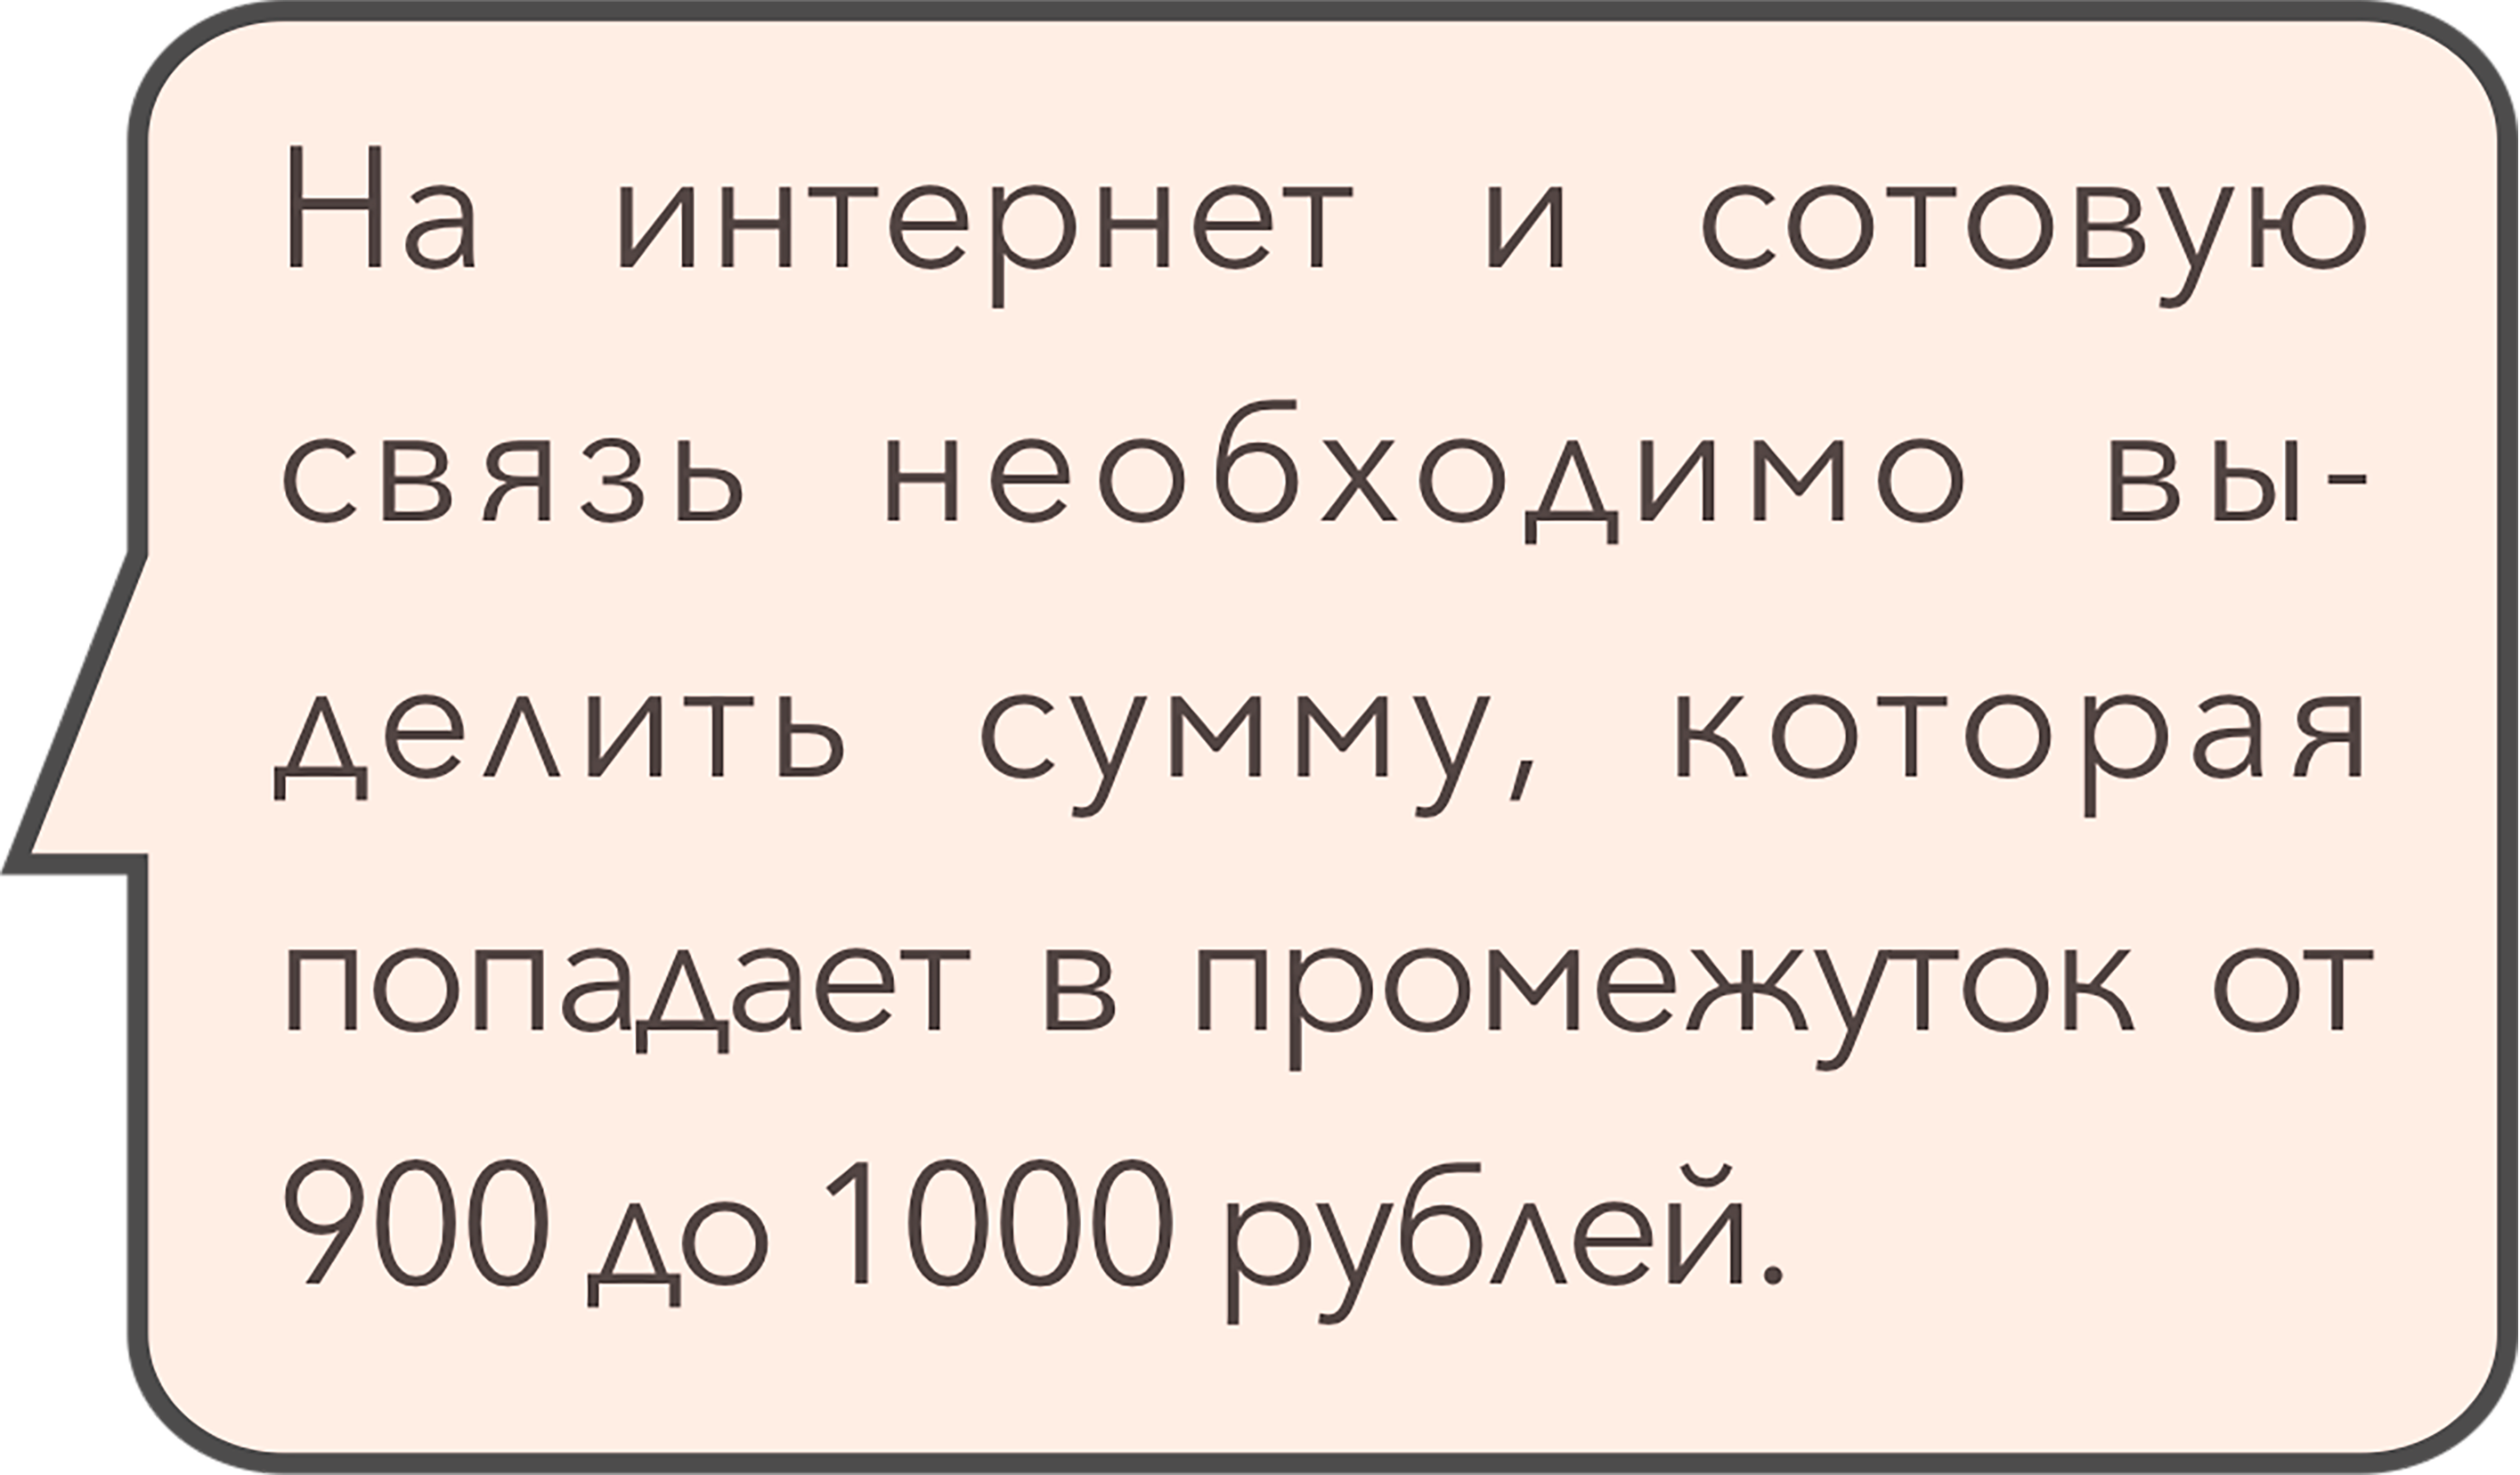 На интернет и сотовую
связь необходимо вы-
делить сумму, которая
попадает в промежуток от
900 до 1000 рублей.